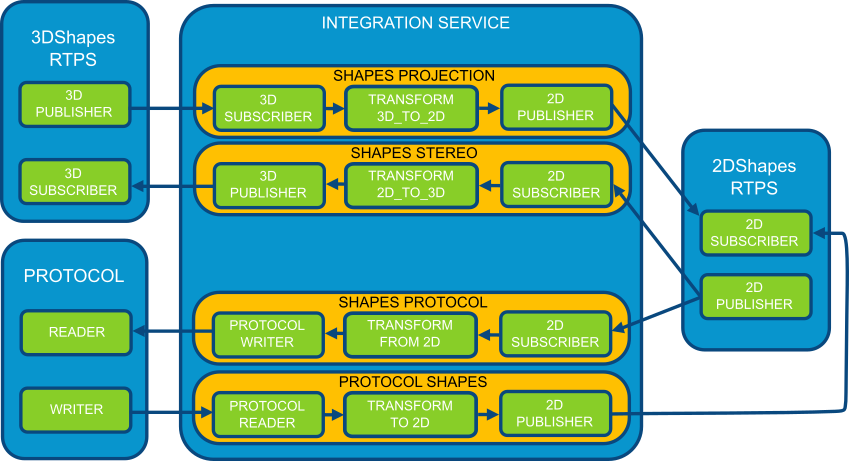 3DShapes
RTPS
3D
PUBLISHER
3D
SUBSCRIBER
PROTOCOL
READER
WRITER
INTEGRATION SERVICE
SHAPES PROJECTION
3D
SUBSCRIBER
TRANSFORM
3D_TO_2D
2D
PUBLISHER
SHAPES STEREO
3D
PUBLISHER
TRANSFORM
2D_TO_3D
2D
SUBSCRIBER
SHAPES PROTOCOL
PROTOCOL
WRITER
TRANSFORM
FROM 2D
2D
SUBSCRIBER
PROTOCOL SHAPES
PROTOCOL
READER
TRANSFORM
TO 2D
2D
PUBLISHER
2DShapes
RTPS
2D
SUBSCRIBER
2D
PUBLISHER